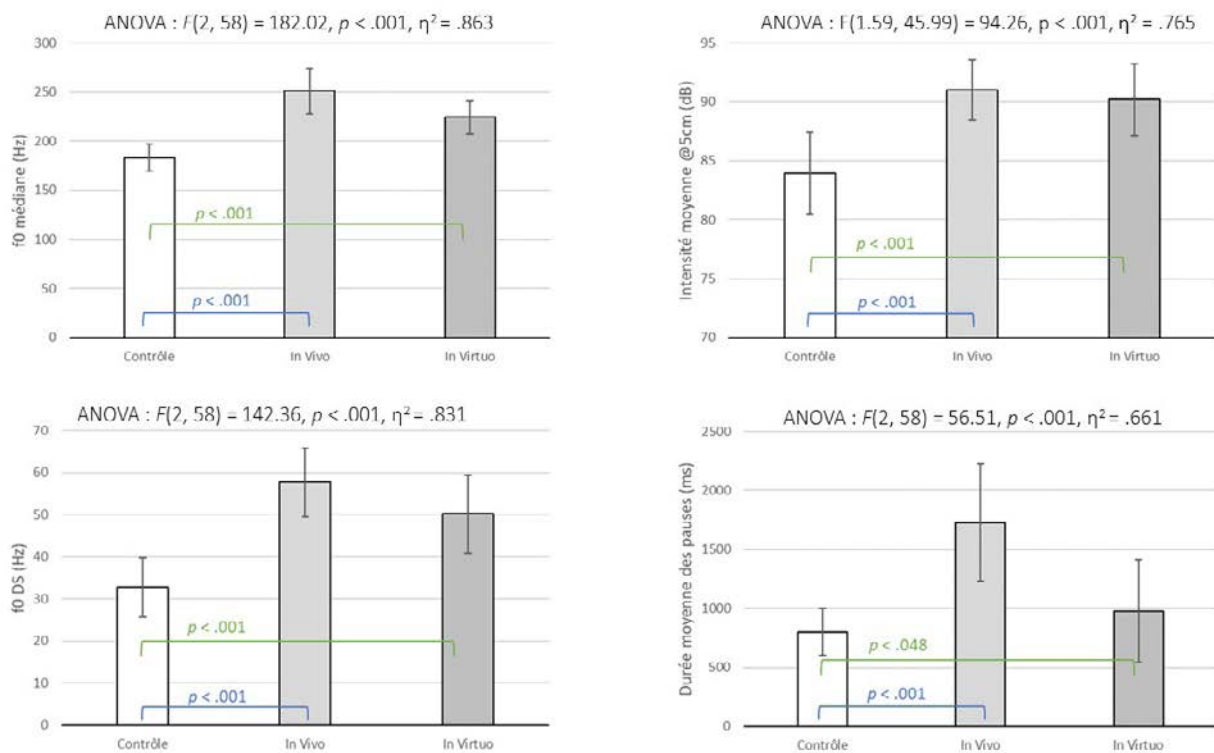 ANOVA : F(2, 58) = 182.02, p < .001, η² = .863
300
250
200
150
100
50
0
f0 médiane (Hz)
p < .001
p < .001
Contrôle
In Vivo
In Virtuo
ANOVA : F(1.59, 45.99) = 94.26, p < .001, η² = .765
95
90
85
80
75
70
Intensité moyenne @5cm (dB)
p < .001
p < .001
Contrôle
In Vivo
In Virtuo
ANOVA : F(2, 58) = 142.36, p < .001, η² = .831
70
60
50
40
30
20
10
0
f0 DS (Hz)
p < .001
p < .001
Contrôle
In Vivo
In Virtuo
ANOVA : F(2, 58) = 56.51, p < .001, η² = .661
2500
2000
1500
1000
500
0
Durée moyenne des pauses (ms)
p < .048
p < .001
Contrôle
In Vivo
In Virtuo